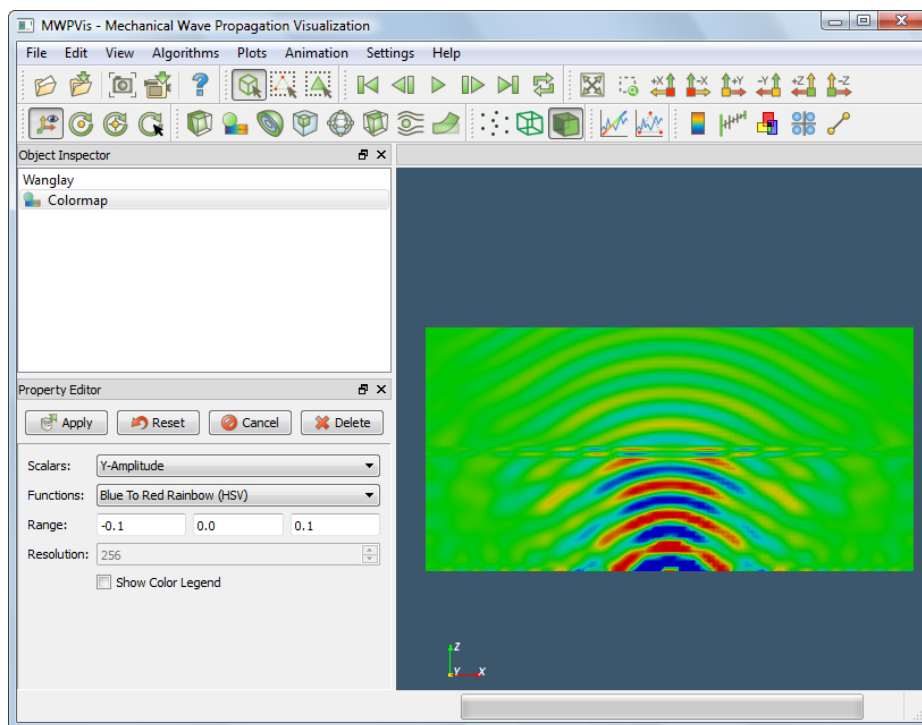 MWPVis - Mechanical Wave Propagation Visualization
File Edit View Algorithms Plots Animation Settings Help
+X -X +Y -Y +Z -Z
Object Inspector
Wanglay
Colormap
Property Editor
Apply Reset Cancel Delete
Scalars: Y-Amplitude
Functions: Blue To Red Rainbow (HSV)
Range: -0.1 0.0 0.1
Resolution: 256
Show Color Legend
Z
Y X